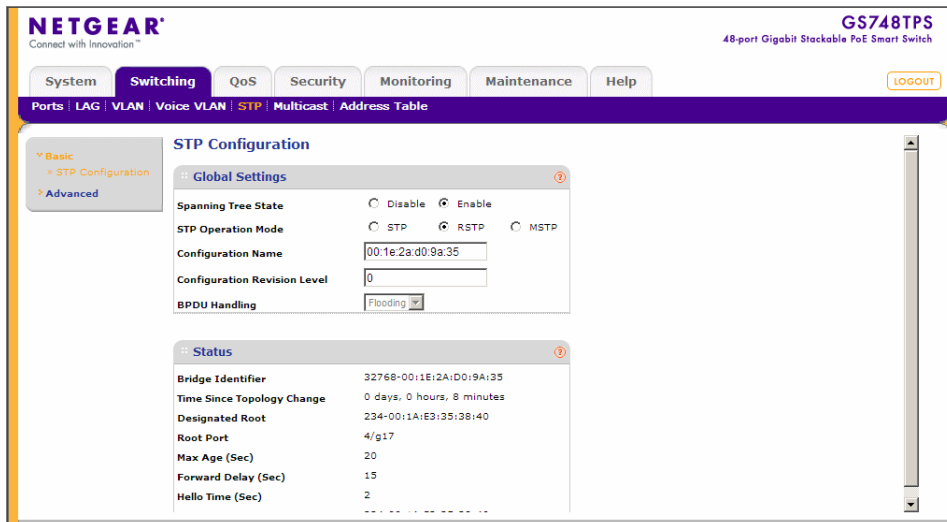 NETGEAR®
Connect with Innovation™
GS748TPS
48-port Gigabit Stackable PoE Smart Switch
System Switching QoS Security Monitoring Maintenance Help
LOGOUT
Ports LAG VLAN Voice VLAN STP Multicast Address Table
Basic
STP Configuration
Advanced
STP Configuration
Global Settings
Spanning Tree State Disable Enable
STP Operation Mode STP RSTP MSTP
Configuration Name 00:1e:2a:d0:9a:35
Configuration Revision Level 0
BPDU Handling Flooding
Status
Bridge Identifier 32768-00:1E:2A:D0:9A:35
Time Since Topology Change 0 days, 0 hours, 8 minutes
Designated Root 234-00:1A:E3:35:38:40
Root Port 4/g17
Max Age (Sec) 20
Forward Delay (Sec) 15
Hello Time (Sec) 2